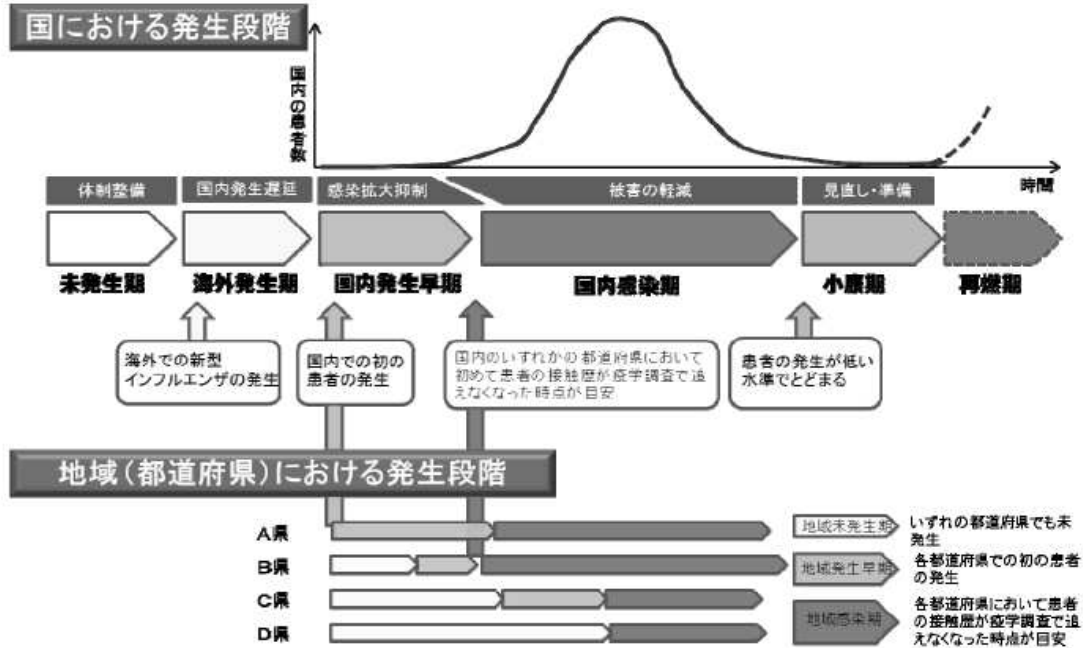 国における発生段階
国内の患者数
時間
体制整備
国内発生遅延
感染拡大抑制
被害の軽減
見直し・準備
未発生期
海外発生期
国内発生早期
国内感染期
小康期
再燃期
海外での新型
インフルエンザの発生
国内での初の
患者の発生
国内のいずれかの都道府県において
初めて患者の接触歴が疫学調査で追
えなくなった時点が目安
患者の発生が低い
水準でとどまる
地域(都道府県)における発生段階
A県
B県
C県
D県
地域未発生期
いずれの都道府県でも未
発生
地域発生早期
各都道府県での初の患者
の発生
地域感染期
各都道府県において患者
の接触歴が疫学調査で追
えなくなった時点が目安